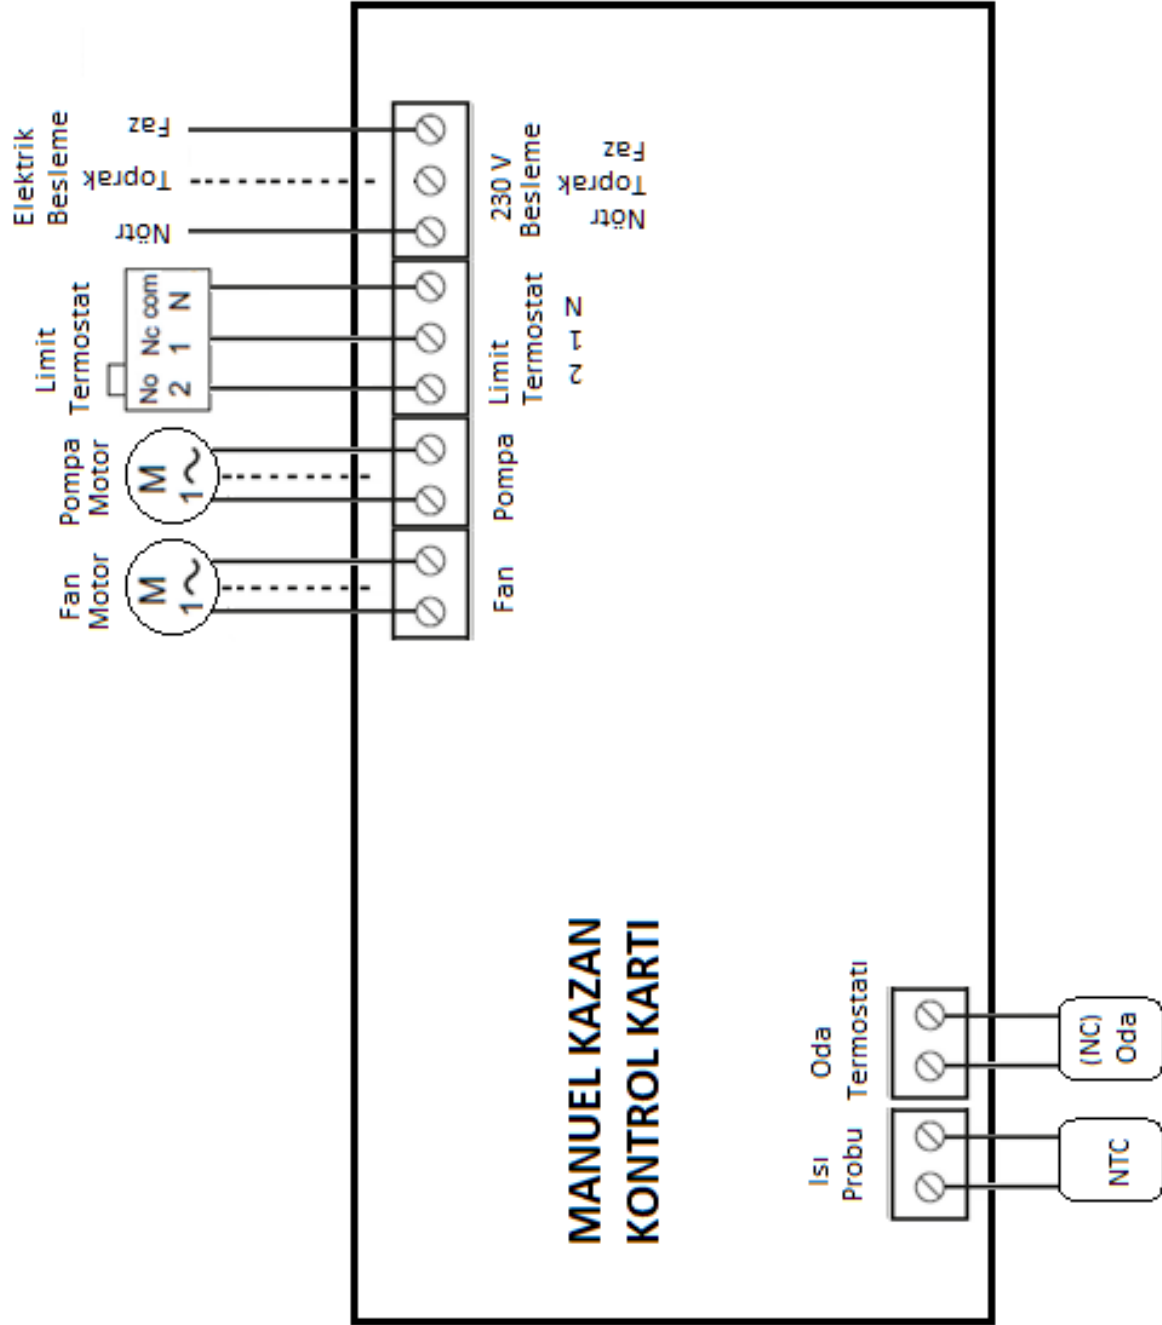 Fan
Motor
Pompa
Motor
Limit
Termostat
Elektrik
Besleme
M
1~
M
1~
No Nc com
2 1 N
Nötr
Toprak
Faz
Fan
Pompa
Limit
Termostat
2
1
N
230 V
Besleme
Nötr
Toprak
Faz
MANUEL KAZAN
KONTROL KARTI
Isı
Probu
Oda
Termostatı
NTC
(NC)
Oda